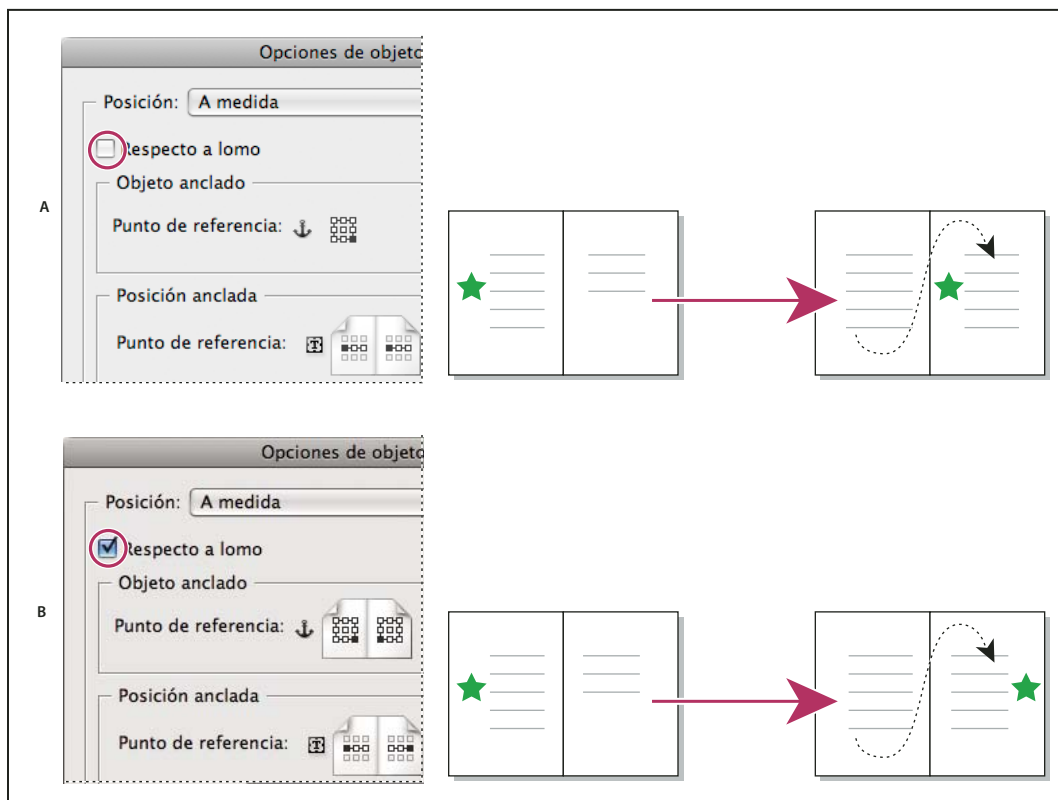 Opciones de objeto
Posición: A medida
Respecto a lomo
Objeto anclado
A
Punto de referencia:
Posición anclada
Punto de referencia: T
Opciones de objeto
Posición: A medida
Respecto a lomo
Objeto anclado
B
Punto de referencia:
Posición anclada
Punto de referencia: T